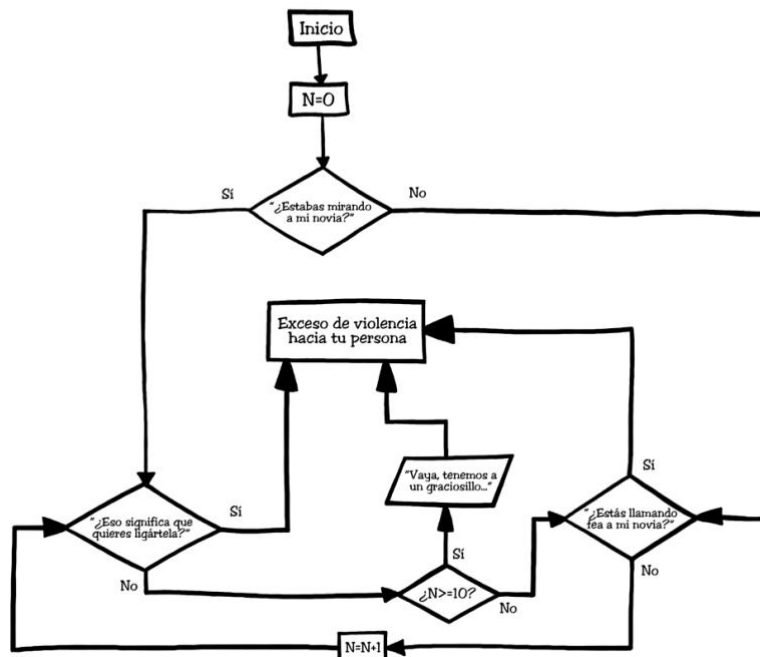 Inicio
N=0
Sí
No
"¿Estabas mirando
a mi novia?"
Exceso de violencia
hacia tu persona
"Vaya, tenemos a
un graciosillo..."
Sí
"¿Eso significa que
quieres ligártela?"
Sí
"¿Estás llamando
fea a mi novia?"
No
Sí
¿N>=10?
No
No
N=N+1